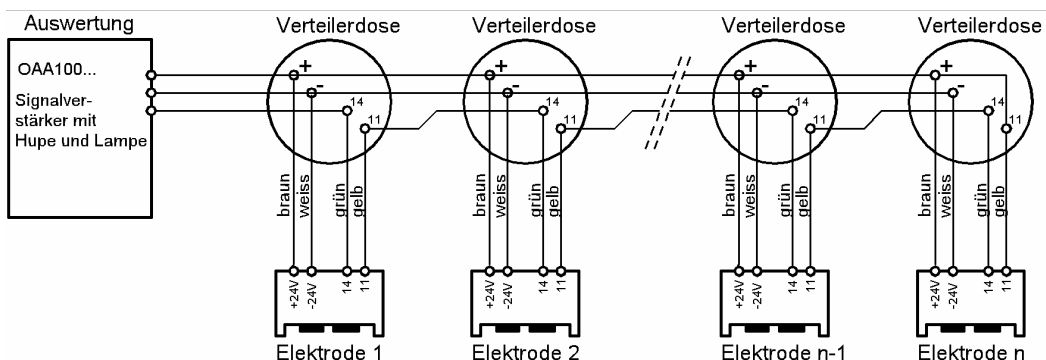 Auswertung
OAA100...
Signalver-
stärker mit
Hupe und Lampe
Verteilerdose
+
-
14
11
braun
weiss
grün
gelb
+24V
-24V
14
11
Elektrode 1
Verteilerdose
+
-
14
11
braun
weiss
grün
gelb
+24V
-24V
14
11
Elektrode 2
Verteilerdose
+
-
14
11
braun
weiss
grün
gelb
+24V
-24V
14
11
Elektrode n-1
Verteilerdose
+
-
14
11
braun
weiss
grün
gelb
+24V
-24V
14
11
Elektrode n